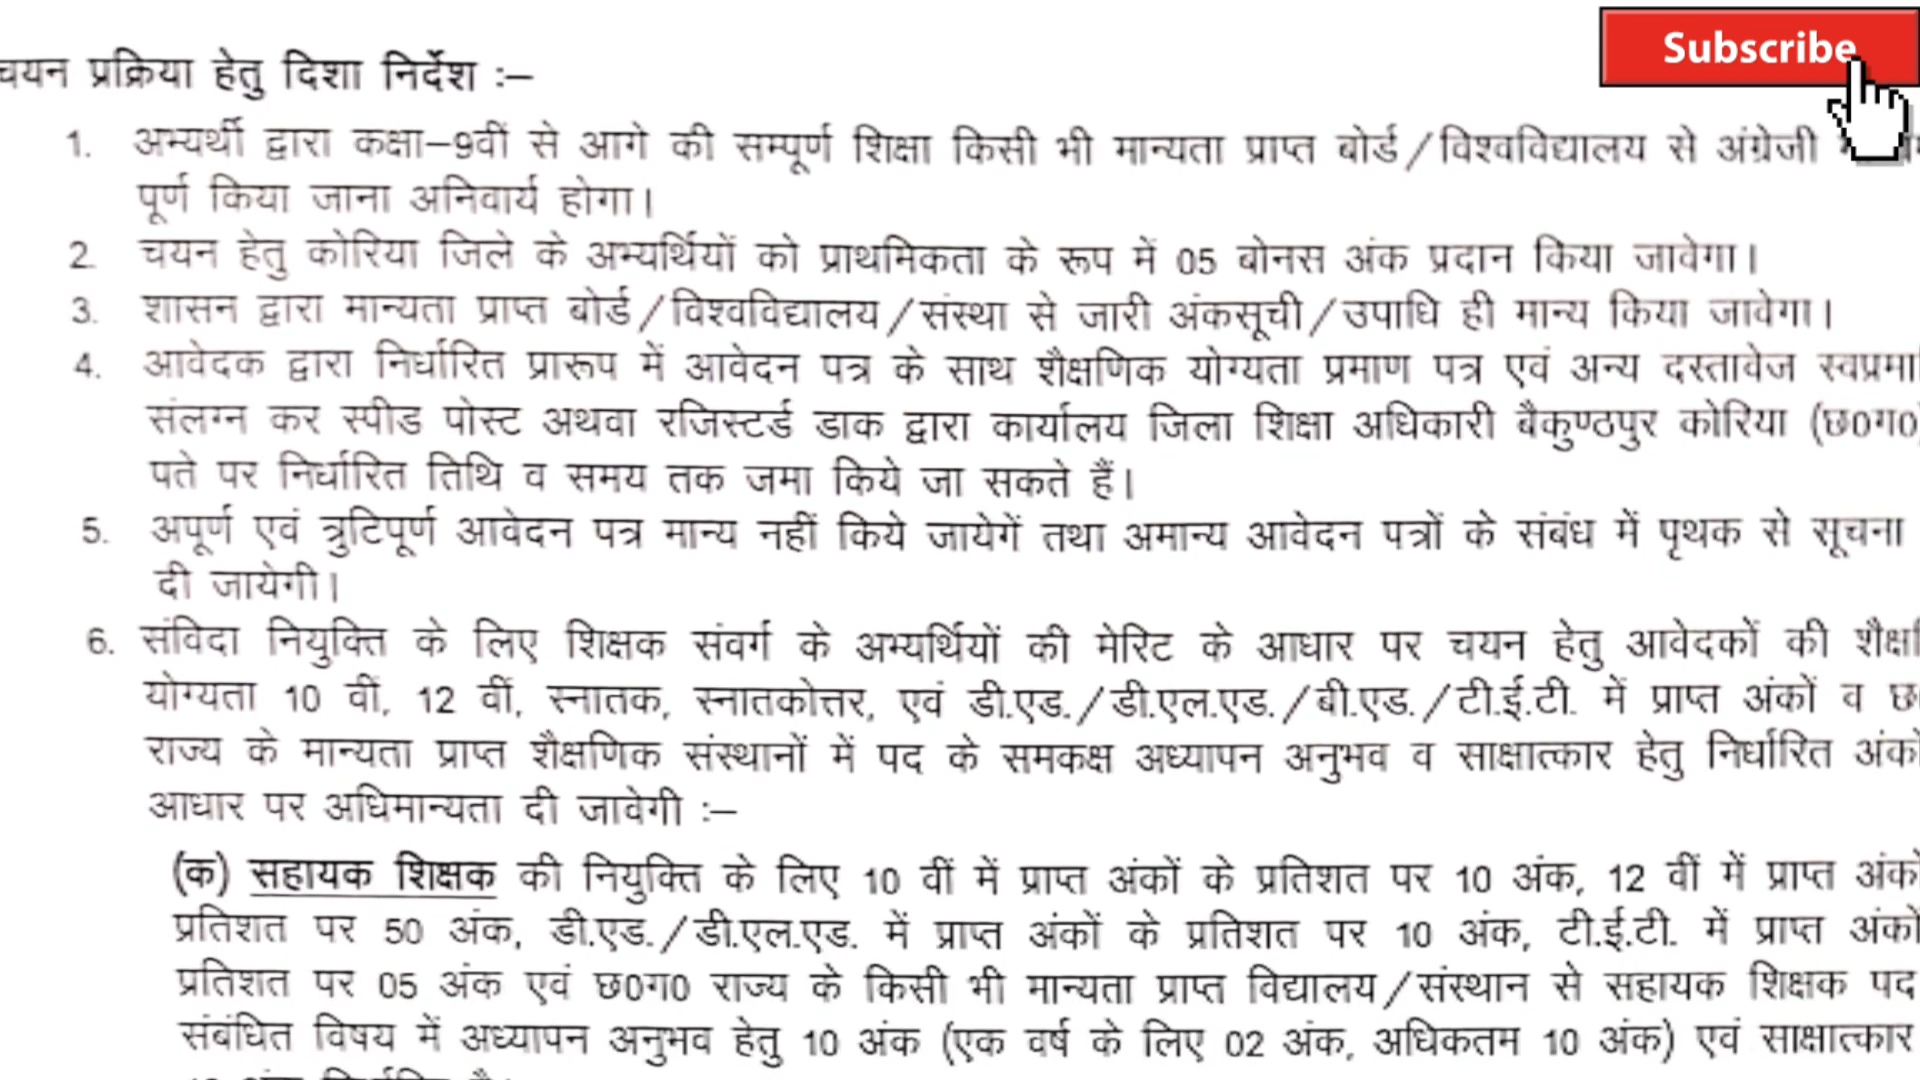 Subscribe
चयन प्रक्रिया हेतु दिशा निर्देश :–
1. अभ्यर्थी द्वारा कक्षा–9वीं से आगे की सम्पूर्ण शिक्षा किसी भी मान्यता प्राप्त बोर्ड/विश्वविद्यालय से अंग्रेजी
पूर्ण किया जाना अनिवार्य होगा।
2. चयन हेतु कोरिया जिले के अभ्यर्थियों को प्राथमिकता के रूप में 05 बोनस अंक प्रदान किया जावेगा।
3. शासन द्वारा मान्यता प्राप्त बोर्ड/विश्वविद्यालय/संस्था से जारी अंकसूची/उपाधि ही मान्य किया जावेगा।
4. आवेदक द्वारा निर्धारित प्रारूप में आवेदन पत्र के साथ शैक्षणिक योग्यता प्रमाण पत्र एवं अन्य दस्तावेज
संलग्न कर स्पीड पोस्ट अथवा रजिस्टर्ड डाक द्वारा कार्यालय जिला शिक्षा अधिकारी बैकुण्ठपुर कोरिया (छ0ग0)
पते पर निर्धारित तिथि व समय तक जमा किये जा सकते हैं।
5. अपूर्ण एवं त्रुटिपूर्ण आवेदन पत्र मान्य नहीं किये जायेगें तथा अमान्य आवेदन पत्रों के संबंध में पृथक से सूचना
दी जायेगी।
6. संविदा नियुक्ति के लिए शिक्षक संवर्ग के अभ्यर्थियों की मेरिट के आधार पर चयन हेतु आवेदकों की
योग्यता 10 वीं, 12 वीं, स्नातक, स्नातकोत्तर, एवं डी.एड./डी.एल.एड./बी.एड./टी.ई.टी. में प्राप्त अंकों व
राज्य के मान्यता प्राप्त शैक्षणिक संस्थानों में पद के समकक्ष अध्यापन अनुभव व साक्षात्कार हेतु निर्धारित
आधार पर अधिमान्यता दी जावेगी :–
(क) सहायक शिक्षक की नियुक्ति के लिए 10 वीं में प्राप्त अंकों के प्रतिशत पर 10 अंक, 12 वीं में प्राप्त
प्रतिशत पर 50 अंक, डी.एड./डी.एल.एड. में प्राप्त अंकों के प्रतिशत पर 10 अंक, टी.ई.टी. में प्राप्त
प्रतिशत पर 05 अंक एवं छ0ग0 राज्य के किसी भी मान्यता प्राप्त विद्यालय/संस्थान से सहायक शिक्षक पद
संबंधित विषय में अध्यापन अनुभव हेतु 10 अंक (एक वर्ष के लिए 02 अंक, अधिकतम 10 अंक) एवं साक्षात्कार